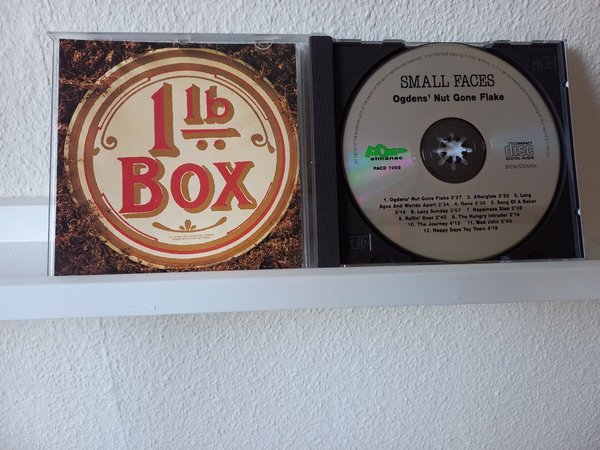 1 lb
BOX
SMALL FACES
Ogdens' Nut Gone Flake
POP
almanac
PACD 7002
COMPACT
disc
DIGITAL AUDIO
1. Ogdens' Nut Gone Flake 2'27 2. Afterglow 3'30 3. Long
Agos And Worlds Apart 2'34 4. Rene 4'30 5. Song Of A Baker
3'14 6. Lazy Sunday 3'07 7. Happiness Stan 2'36
8. Rollin' Over 2'45 9. The Hungry Intruder 2'14
10. The Journey 4'13 11. Mad John 2'48
12. Happy Days Toy Town 4'19